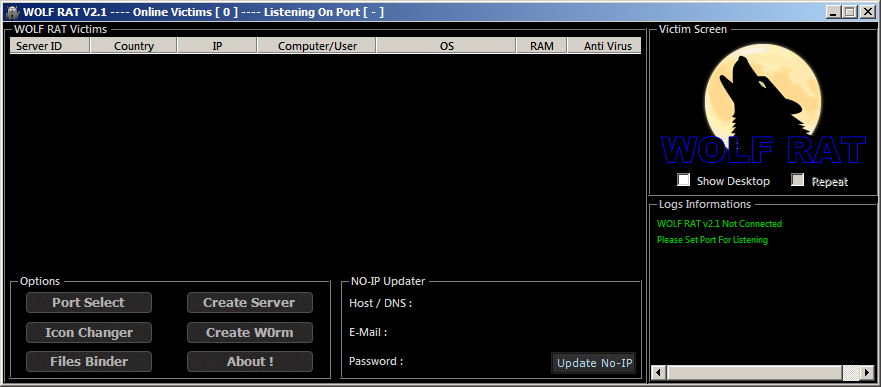 WOLF RAT V2.1 ---- Online Victims [ 0 ] ---- Listening On Port [ - ]
WOLF RAT Victims
Server ID Country IP Computer/User OS RAM Anti Virus
Victim Screen
WOLF RAT
Show Desktop Repeat
Logs Informations
WOLF RAT v2.1 Not Connected
Please Set Port For Listening
Options
Port Select Create Server
Icon Changer Create W0rm
Files Binder About !
NO-IP Updater
Host / DNS :
E-Mail :
Password :
Update No-IP